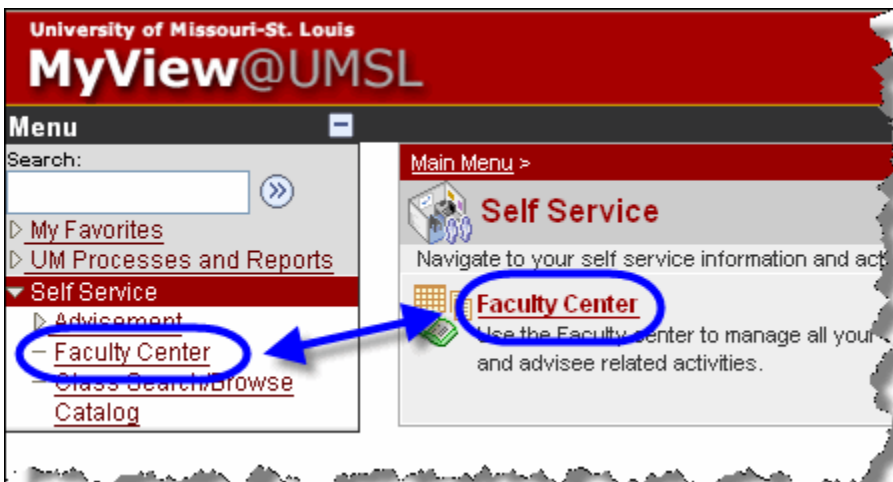 University of Missouri-St. Louis
MyView@UMSL
Menu
Search:
My Favorites
UM Processes and Reports
Self Service
Advisement
Faculty Center
Class Search/Browse
Catalog
Main Menu >
Self Service
Navigate to your self service information and act
Faculty Center
Use the Faculty center to manage all your
and advisee related activities.